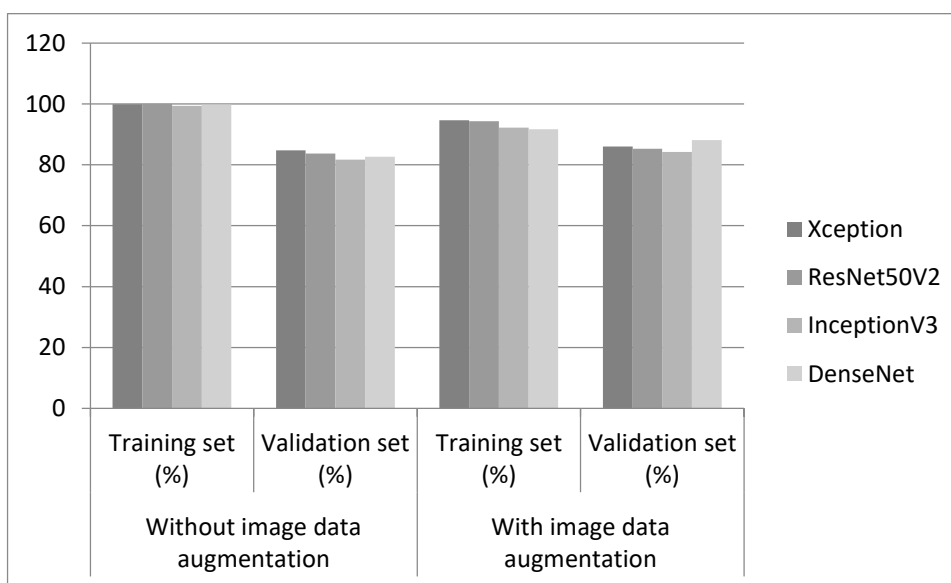 120
100
80
60
40
20
0
Training set (%)
Validation set (%)
Training set (%)
Validation set (%)
Without image data augmentation
With image data augmentation
Xception
ResNet50V2
InceptionV3
DenseNet